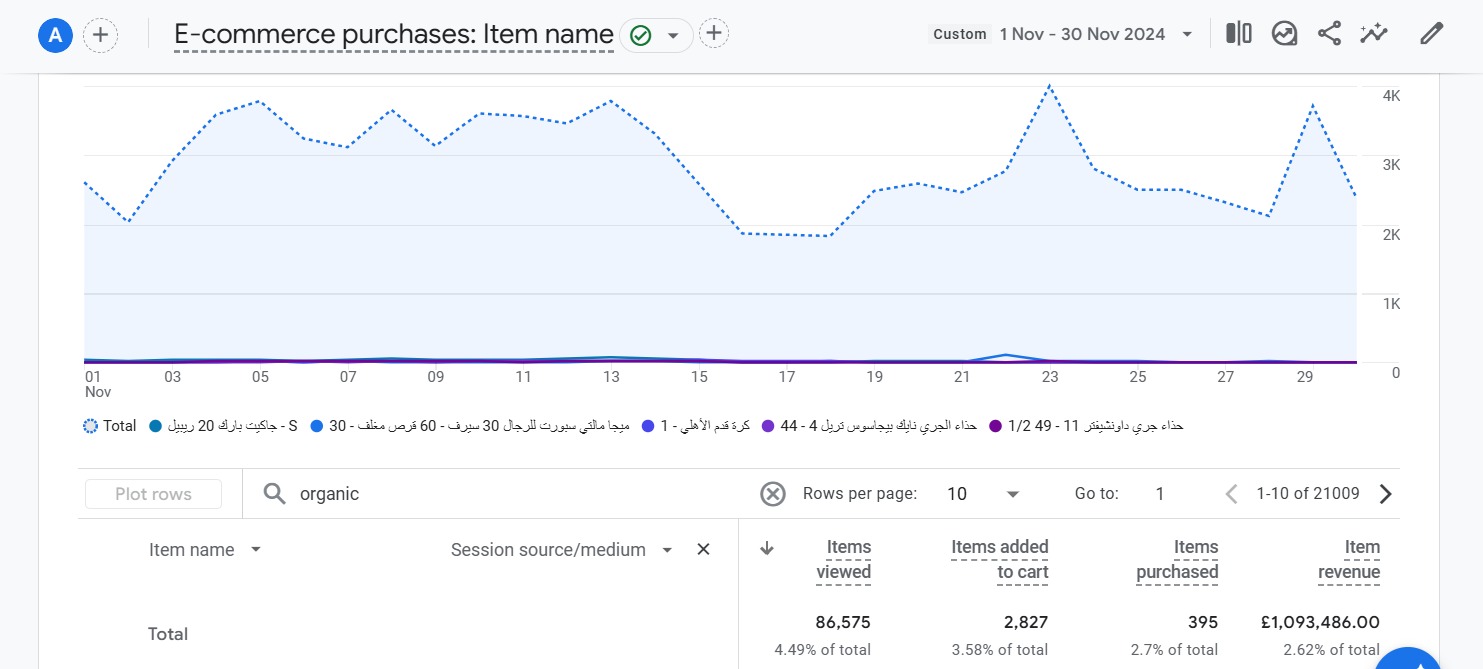 A
E-commerce purchases: Item name
Custom 1 Nov - 30 Nov 2024
4K
3K
2K
1K
0
01 03 05 07 09 11 13 15 17 19 21 23 25 27 29
Nov
Total
جاكيت بارك 20 ريبيل - S
ميجا مالتي سبورت للرجال 30 سيرف - 60 قرص مغلف - 30
كرة قدم الأهلي - 1
حذاء الجري نايك بيجاسوس تريل 4 - 44
حذاء جري داونشيفتر 11 - 49 1/2
Plot rows
organic
Rows per page: 10 Go to: 1 1-10 of 21009
Item name Session source/medium Items Items added Items Item
viewed to cart purchased revenue
Total 86,575 2,827 395 £1,093,486.00
4.49% of total 3.58% of total 2.7% of total 2.62% of total